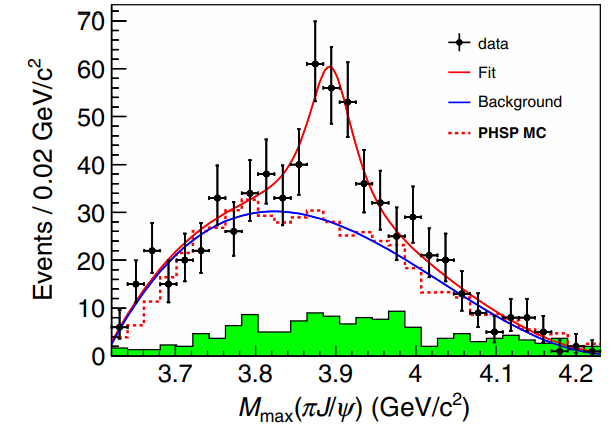 Events / 0.02 GeV/c²
70
60
50
40
30
20
10
0
data
Fit
Background
PHSP MC
3.7 3.8 3.9 4 4.1 4.2
M_max(πJ/ψ) (GeV/c²)